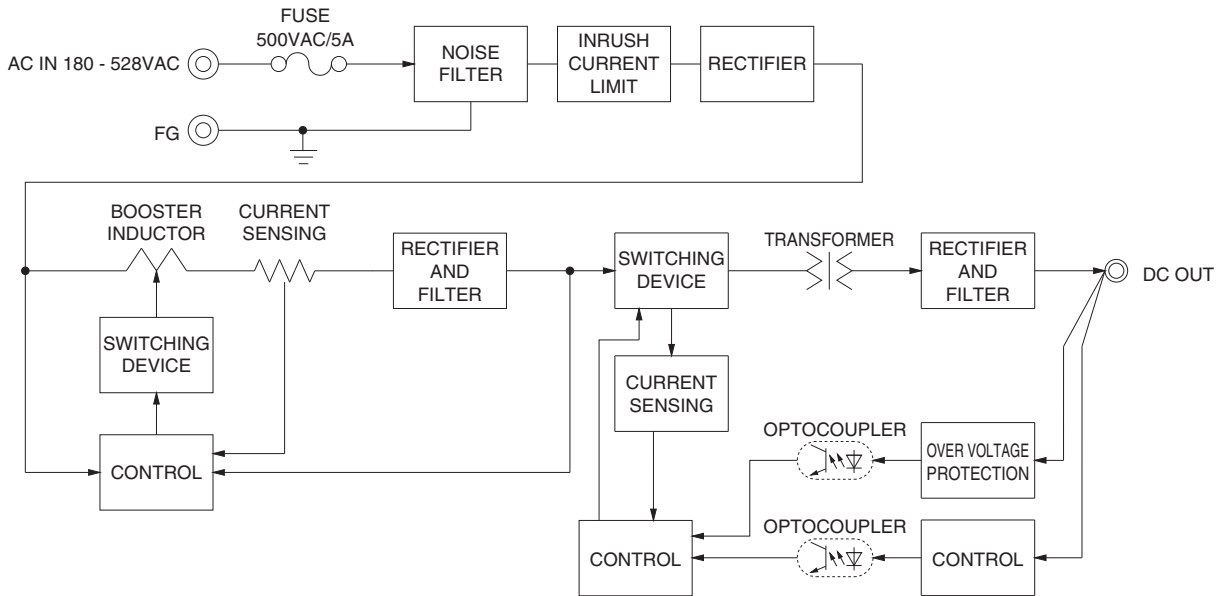 FUSE
500VAC/5A
AC IN 180 - 528VAC
NOISE
FILTER
INRUSH
CURRENT
LIMIT
RECTIFIER
FG
BOOSTER
INDUCTOR
CURRENT
SENSING
RECTIFIER
AND
FILTER
SWITCHING
DEVICE
TRANSFORMER
RECTIFIER
AND
FILTER
DC OUT
SWITCHING
DEVICE
CURRENT
SENSING
CONTROL
OPTOCOUPLER
OVER VOLTAGE
PROTECTION
OPTOCOUPLER
CONTROL
CONTROL